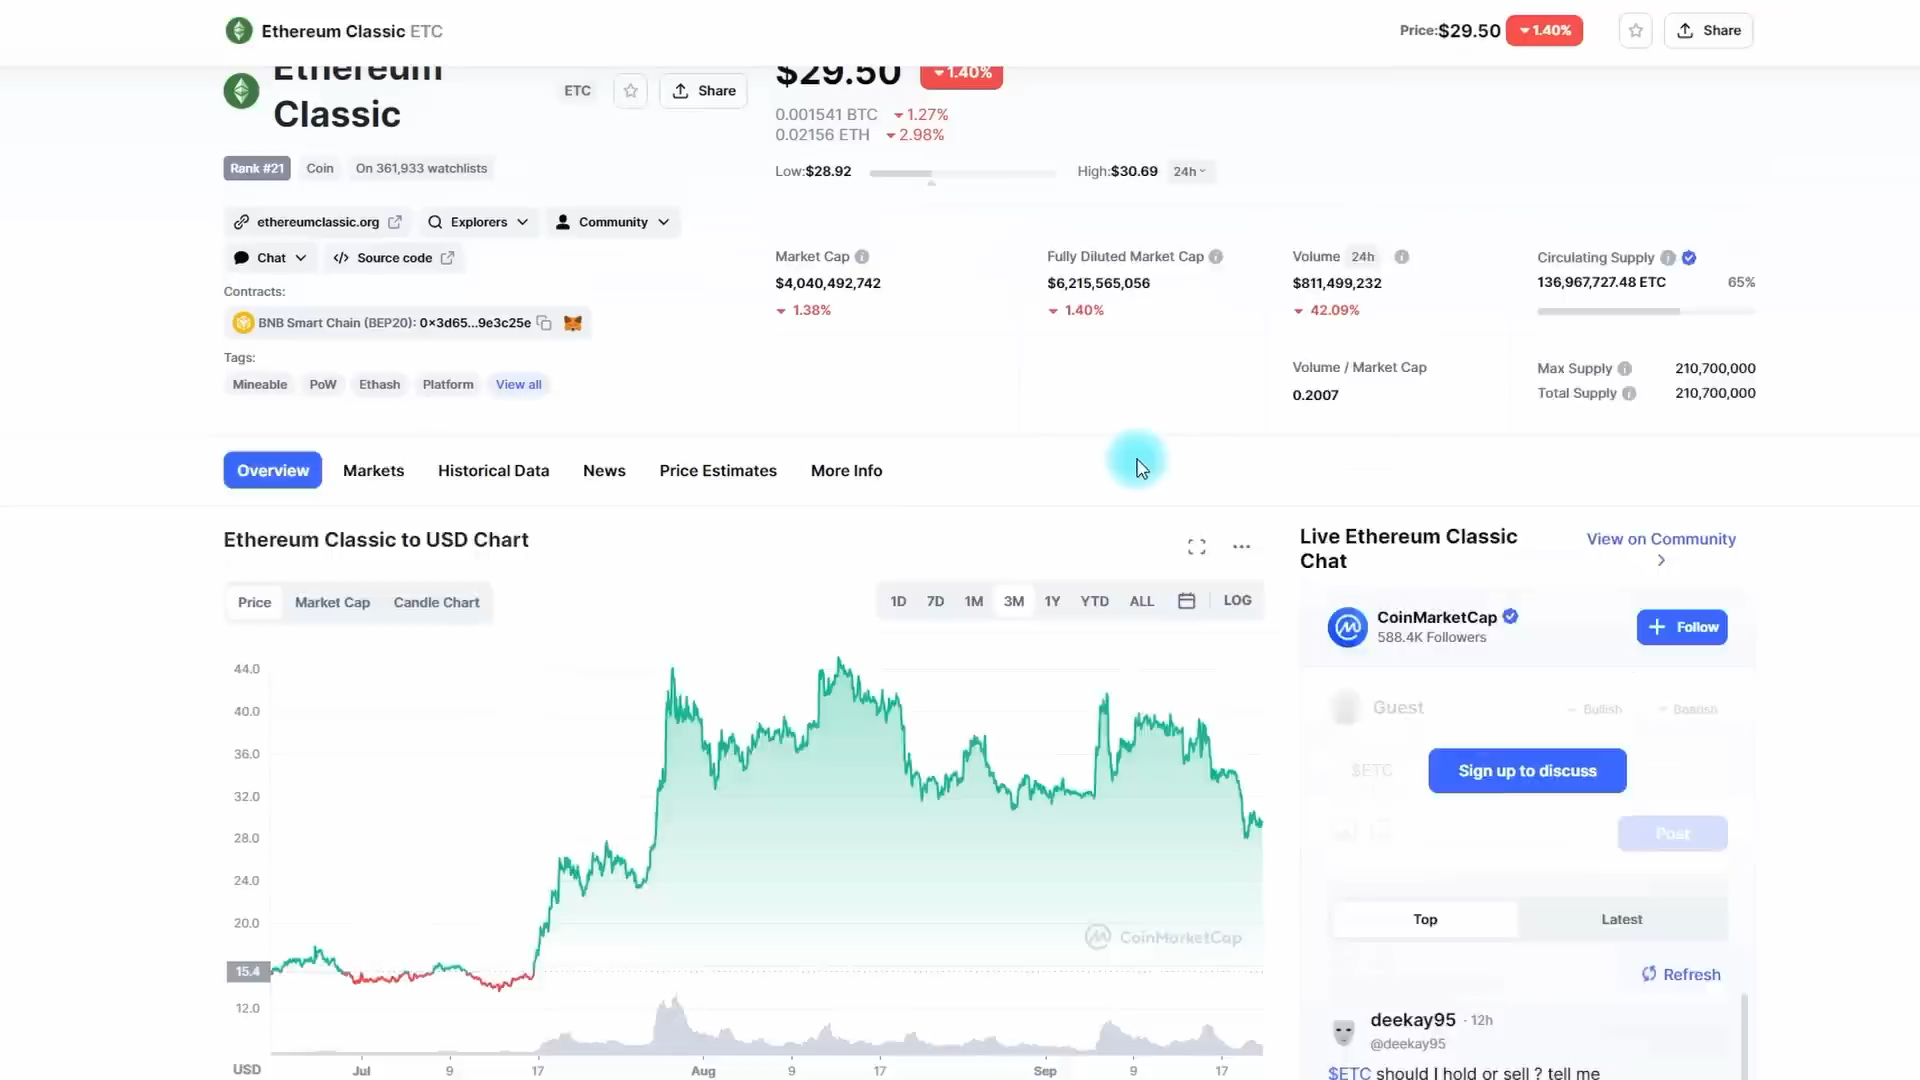 Ethereum Classic ETC
Price:$29.50 1.40%
Share
Ethereum
Classic
ETC
Share
$29.50
1.40%
0.001541 BTC 1.27%
0.02156 ETH 2.98%
Low:$28.92
High:$30.69
24h
Rank #21
Coin
On 361,933 watchlists
ethereumclassic.org
Explorers
Community
Chat
Source code
Contracts:
BNB Smart Chain (BEP20): 0x3d65...9e3c25e
Tags:
Mineable
PoW
Ethash
Platform
View all
Market Cap
$4,040,492,742
1.38%
Fully Diluted Market Cap
$6,215,565,056
1.40%
Volume 24h
$811,499,232
42.09%
Volume / Market Cap
0.2007
Circulating Supply
136,967,727.48 ETC 65%
Max Supply 210,700,000
Total Supply 210,700,000
Overview
Markets
Historical Data
News
Price Estimates
More Info
Ethereum Classic to USD Chart
Price
Market Cap
Candle Chart
1D
7D
1M
3M
1Y
YTD
ALL
LOG
44.0
40.0
36.0
32.0
28.0
24.0
20.0
15.4
12.0
CoinMarketCap
USD
Jul
9
17
Aug
9
17
Sep
9
17
Live Ethereum Classic
Chat
View on Community
CoinMarketCap
588.4K Followers
Follow
Guest
Bullish
Bearish
$ETC
Sign up to discuss
Post
Top
Latest
Refresh
deekay95 · 12h
@deekay95
$ETC should I hold or sell ? tell me